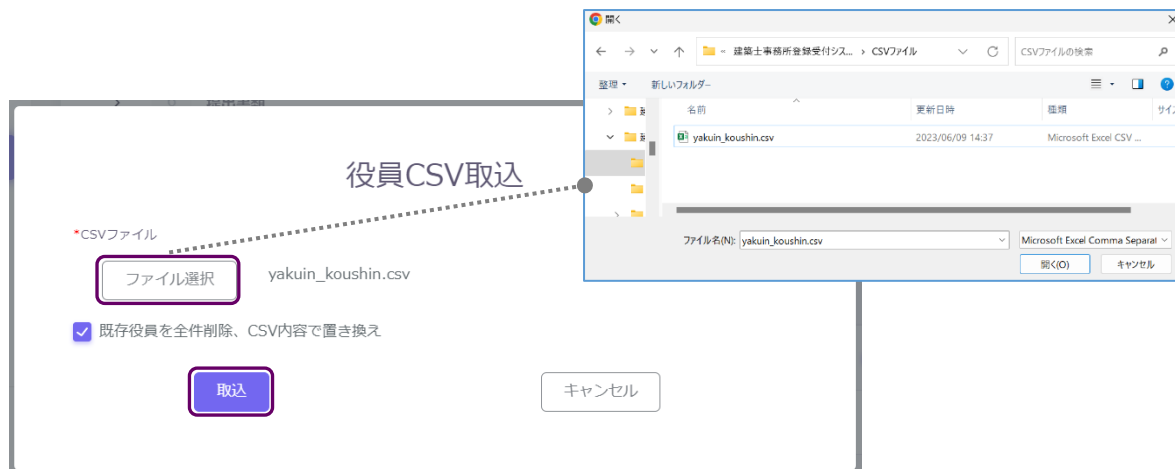 開く
« 建築士事務所登録受付シス... › CSVファイル
CSVファイルの検索
整理
新しいフォルダー
名前
更新日時
種類
サイズ
yakuin_koushin.csv
2023/06/09 14:37
Microsoft Excel CSV ...
ファイル名(N):
yakuin_koushin.csv
Microsoft Excel Comma Separat
開く(O)
キャンセル
役員CSV取込
*CSVファイル
ファイル選択
yakuin_koushin.csv
既存役員を全件削除、CSV内容で置き換え
取込
キャンセル